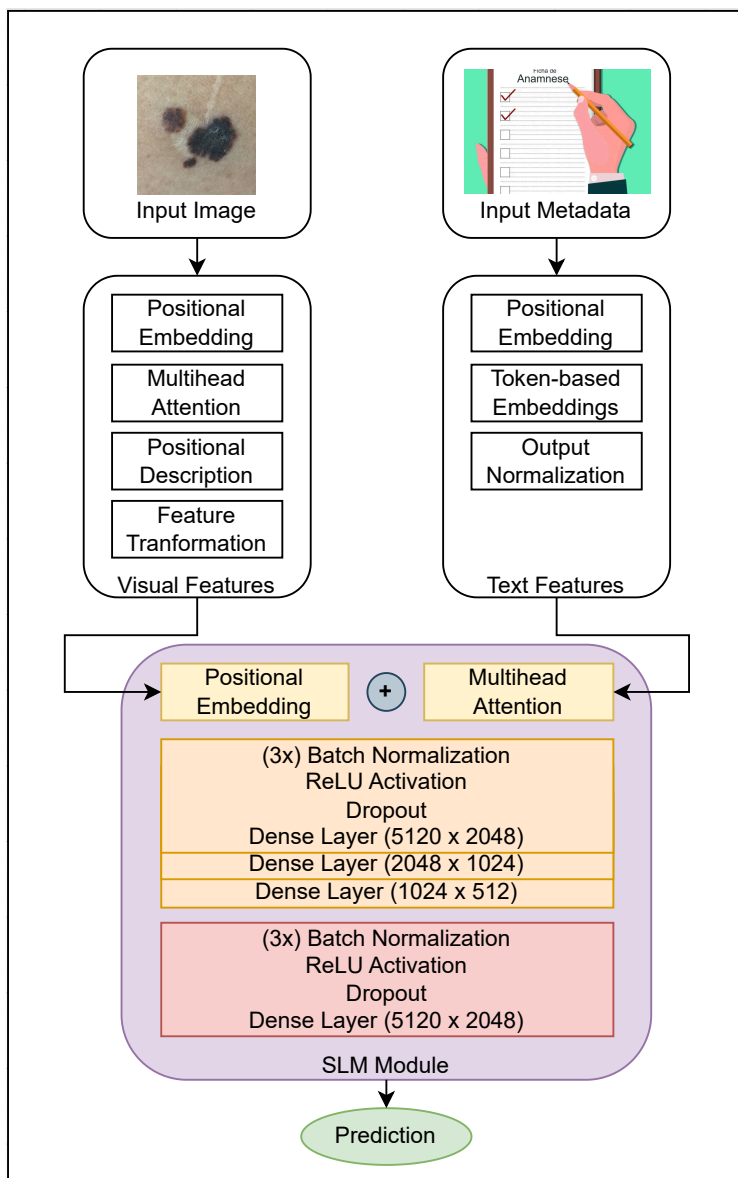 Input Image
Ficha de
Anamnese
Input Metadata
Positional
Embedding
Multihead
Attention
Positional
Description
Feature
Tranformation
Visual Features
Positional
Embedding
Token-based
Embeddings
Output
Normalization
Text Features
Positional
Embedding
+
Multihead
Attention
(3x) Batch Normalization
ReLU Activation
Dropout
Dense Layer (5120 x 2048)
Dense Layer (2048 x 1024)
Dense Layer (1024 x 512)
(3x) Batch Normalization
ReLU Activation
Dropout
Dense Layer (5120 x 2048)
SLM Module
Prediction